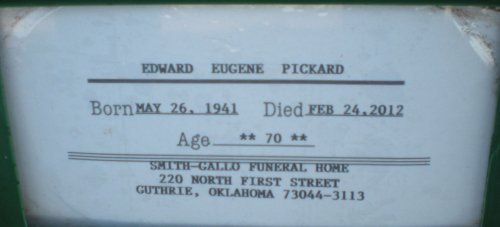 EDWARD EUGENE PICKARD
Born MAY 26, 1941 Died FEB 24,2012
Age ** 70 **
SMITH-GALLO FUNERAL HOME
220 NORTH FIRST STREET
GUTHRIE, OKLAHOMA 73044-3113